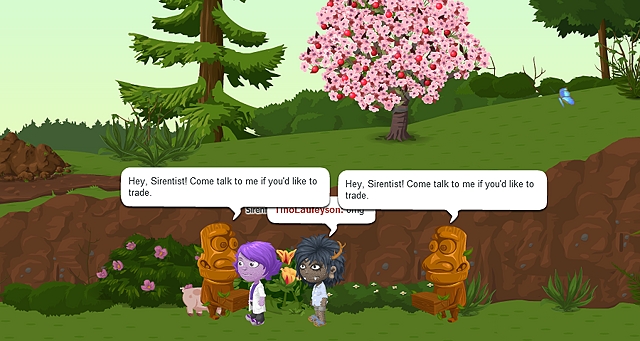 Hey, Sirentist! Come talk to me if you'd like to
trade.
Hey, Sirentist! Come talk to me if you'd like to
trade.
TinoLaufeyson: omg